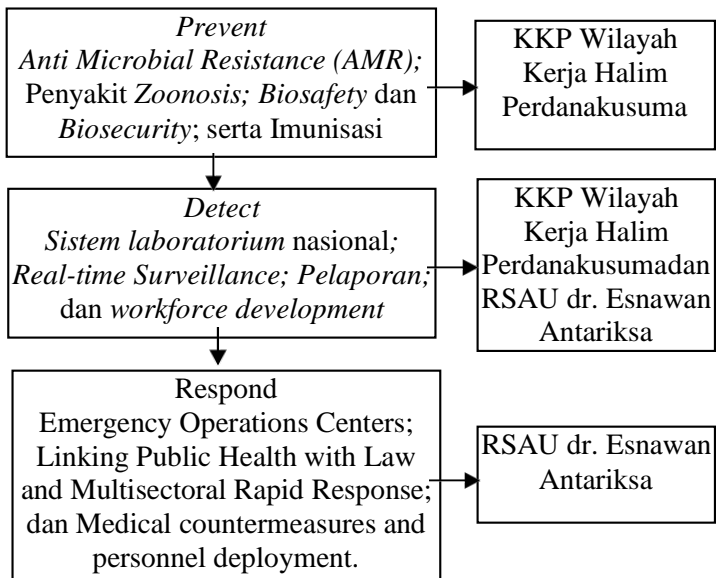 Prevent
Anti Microbial Resistance (AMR);
Penyakit Zoonosis; Biosafety dan
Biosecurity; serta Imunisasi
KKP Wilayah
Kerja Halim
Perdanakusuma
Detect
Sistem laboratorium nasional;
Real-time Surveillance; Pelaporan;
dan workforce development
KKP Wilayah
Kerja Halim
Perdanakusumadan
RSAU dr. Esnawan
Antariksa
Respond
Emergency Operations Centers;
Linking Public Health with Law
and Multisectoral Rapid Response;
dan Medical countermeasures and
personnel deployment.
RSAU dr. Esnawan
Antariksa